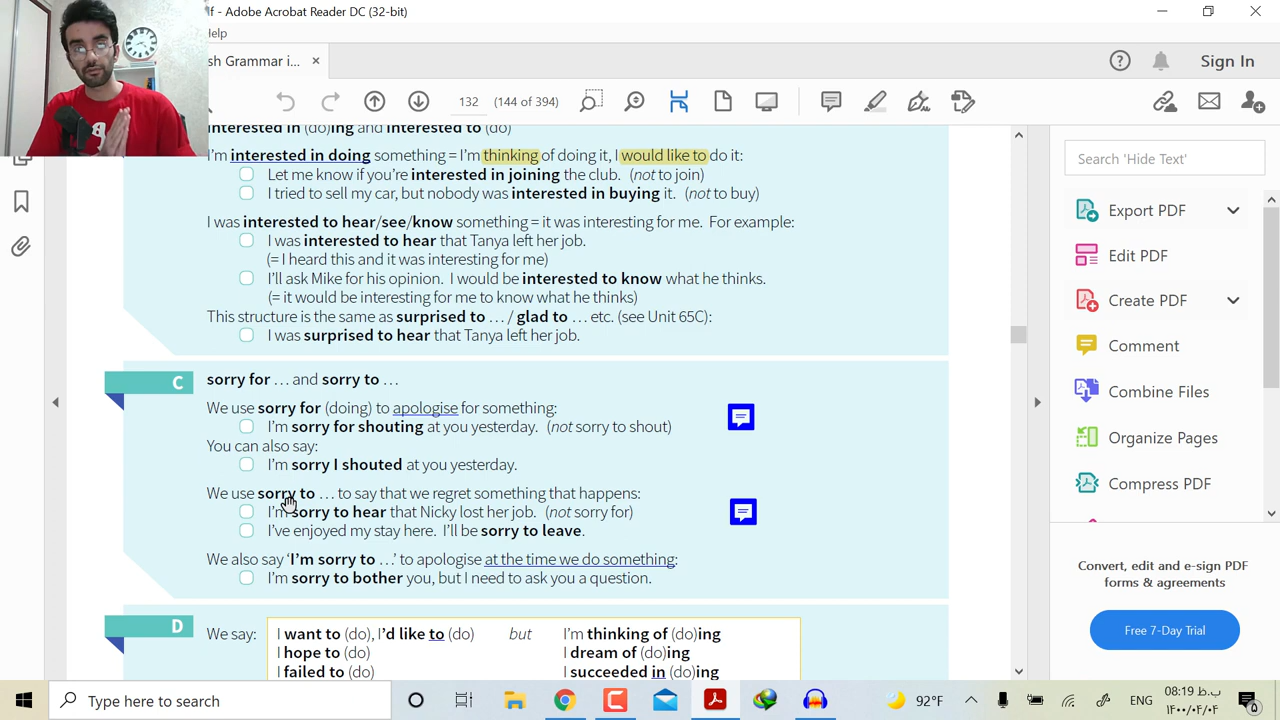 lf - Adobe Acrobat Reader DC (32-bit)
Help
sh Grammar i...
132 (144 of 394)
Sign In
interested in (do)ing and interested to (do)
I'm interested in doing something = I'm thinking of doing it, I would like to do it:
Let me know if you're interested in joining the club. (not to join)
I tried to sell my car, but nobody was interested in buying it. (not to buy)
I was interested to hear/see/know something = it was interesting for me. For example:
I was interested to hear that Tanya left her job.
(= I heard this and it was interesting for me)
I'll ask Mike for his opinion. I would be interested to know what he thinks.
(= it would be interesting for me to know what he thinks)
This structure is the same as surprised to … / glad to … etc. (see Unit 65C):
I was surprised to hear that Tanya left her job.
C
sorry for … and sorry to …
We use sorry for (doing) to apologise for something:
I'm sorry for shouting at you yesterday. (not sorry to shout)
You can also say:
I'm sorry I shouted at you yesterday.
We use sorry to … to say that we regret something that happens:
I'm sorry to hear that Nicky lost her job. (not sorry for)
I've enjoyed my stay here. I'll be sorry to leave.
We also say 'I'm sorry to …' to apologise at the time we do something:
I'm sorry to bother you, but I need to ask you a question.
D
We say:
I want to (do), I'd like to (do) but I'm thinking of (do)ing
I hope to (do) I dream of (do)ing
I failed to (do) I succeeded in (do)ing
Search 'Hide Text'
Export PDF
Edit PDF
Create PDF
Comment
Combine Files
Organize Pages
Compress PDF
Convert, edit and e-sign PDF
forms & agreements
Free 7-Day Trial
Type here to search
92°F
ENG
08:19 ب.ظ
۱۴۰۰/۰۴/۰۴